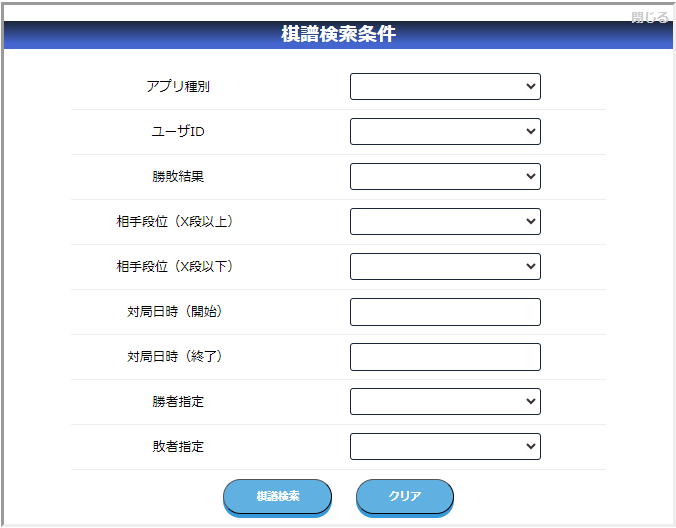 閉じる
棋譜検索条件
アプリ種別
ユーザID
勝敗結果
相手段位（X段以上）
相手段位（X段以下）
対局日時（開始）
対局日時（終了）
勝者指定
敗者指定
棋譜検索
クリア